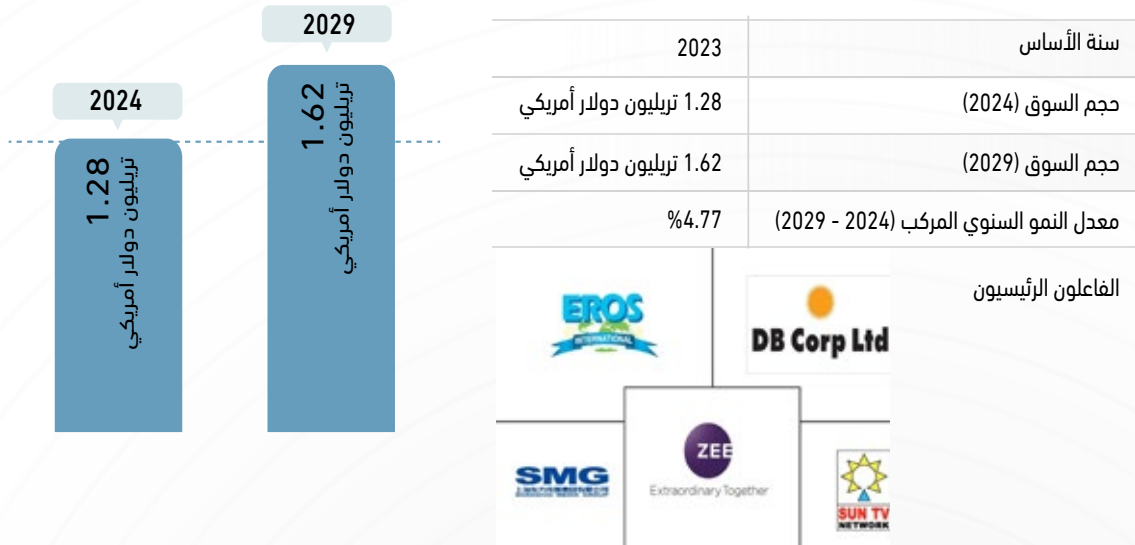 2029
2024
1.62
تريليون دولار أمريكي
1.28
تريليون دولار أمريكي
سنة الأساس 2023
حجم السوق (2024) 1.28 تريليون دولار أمريكي
حجم السوق (2029) 1.62 تريليون دولار أمريكي
معدل النمو السنوي المركب (2024 - 2029) %4.77
الفاعلون الرئيسيون
EROS
INTERNATIONAL
DB Corp Ltd
SMG
ZEE
Extraordinary Together
SUN TV
NETWORK